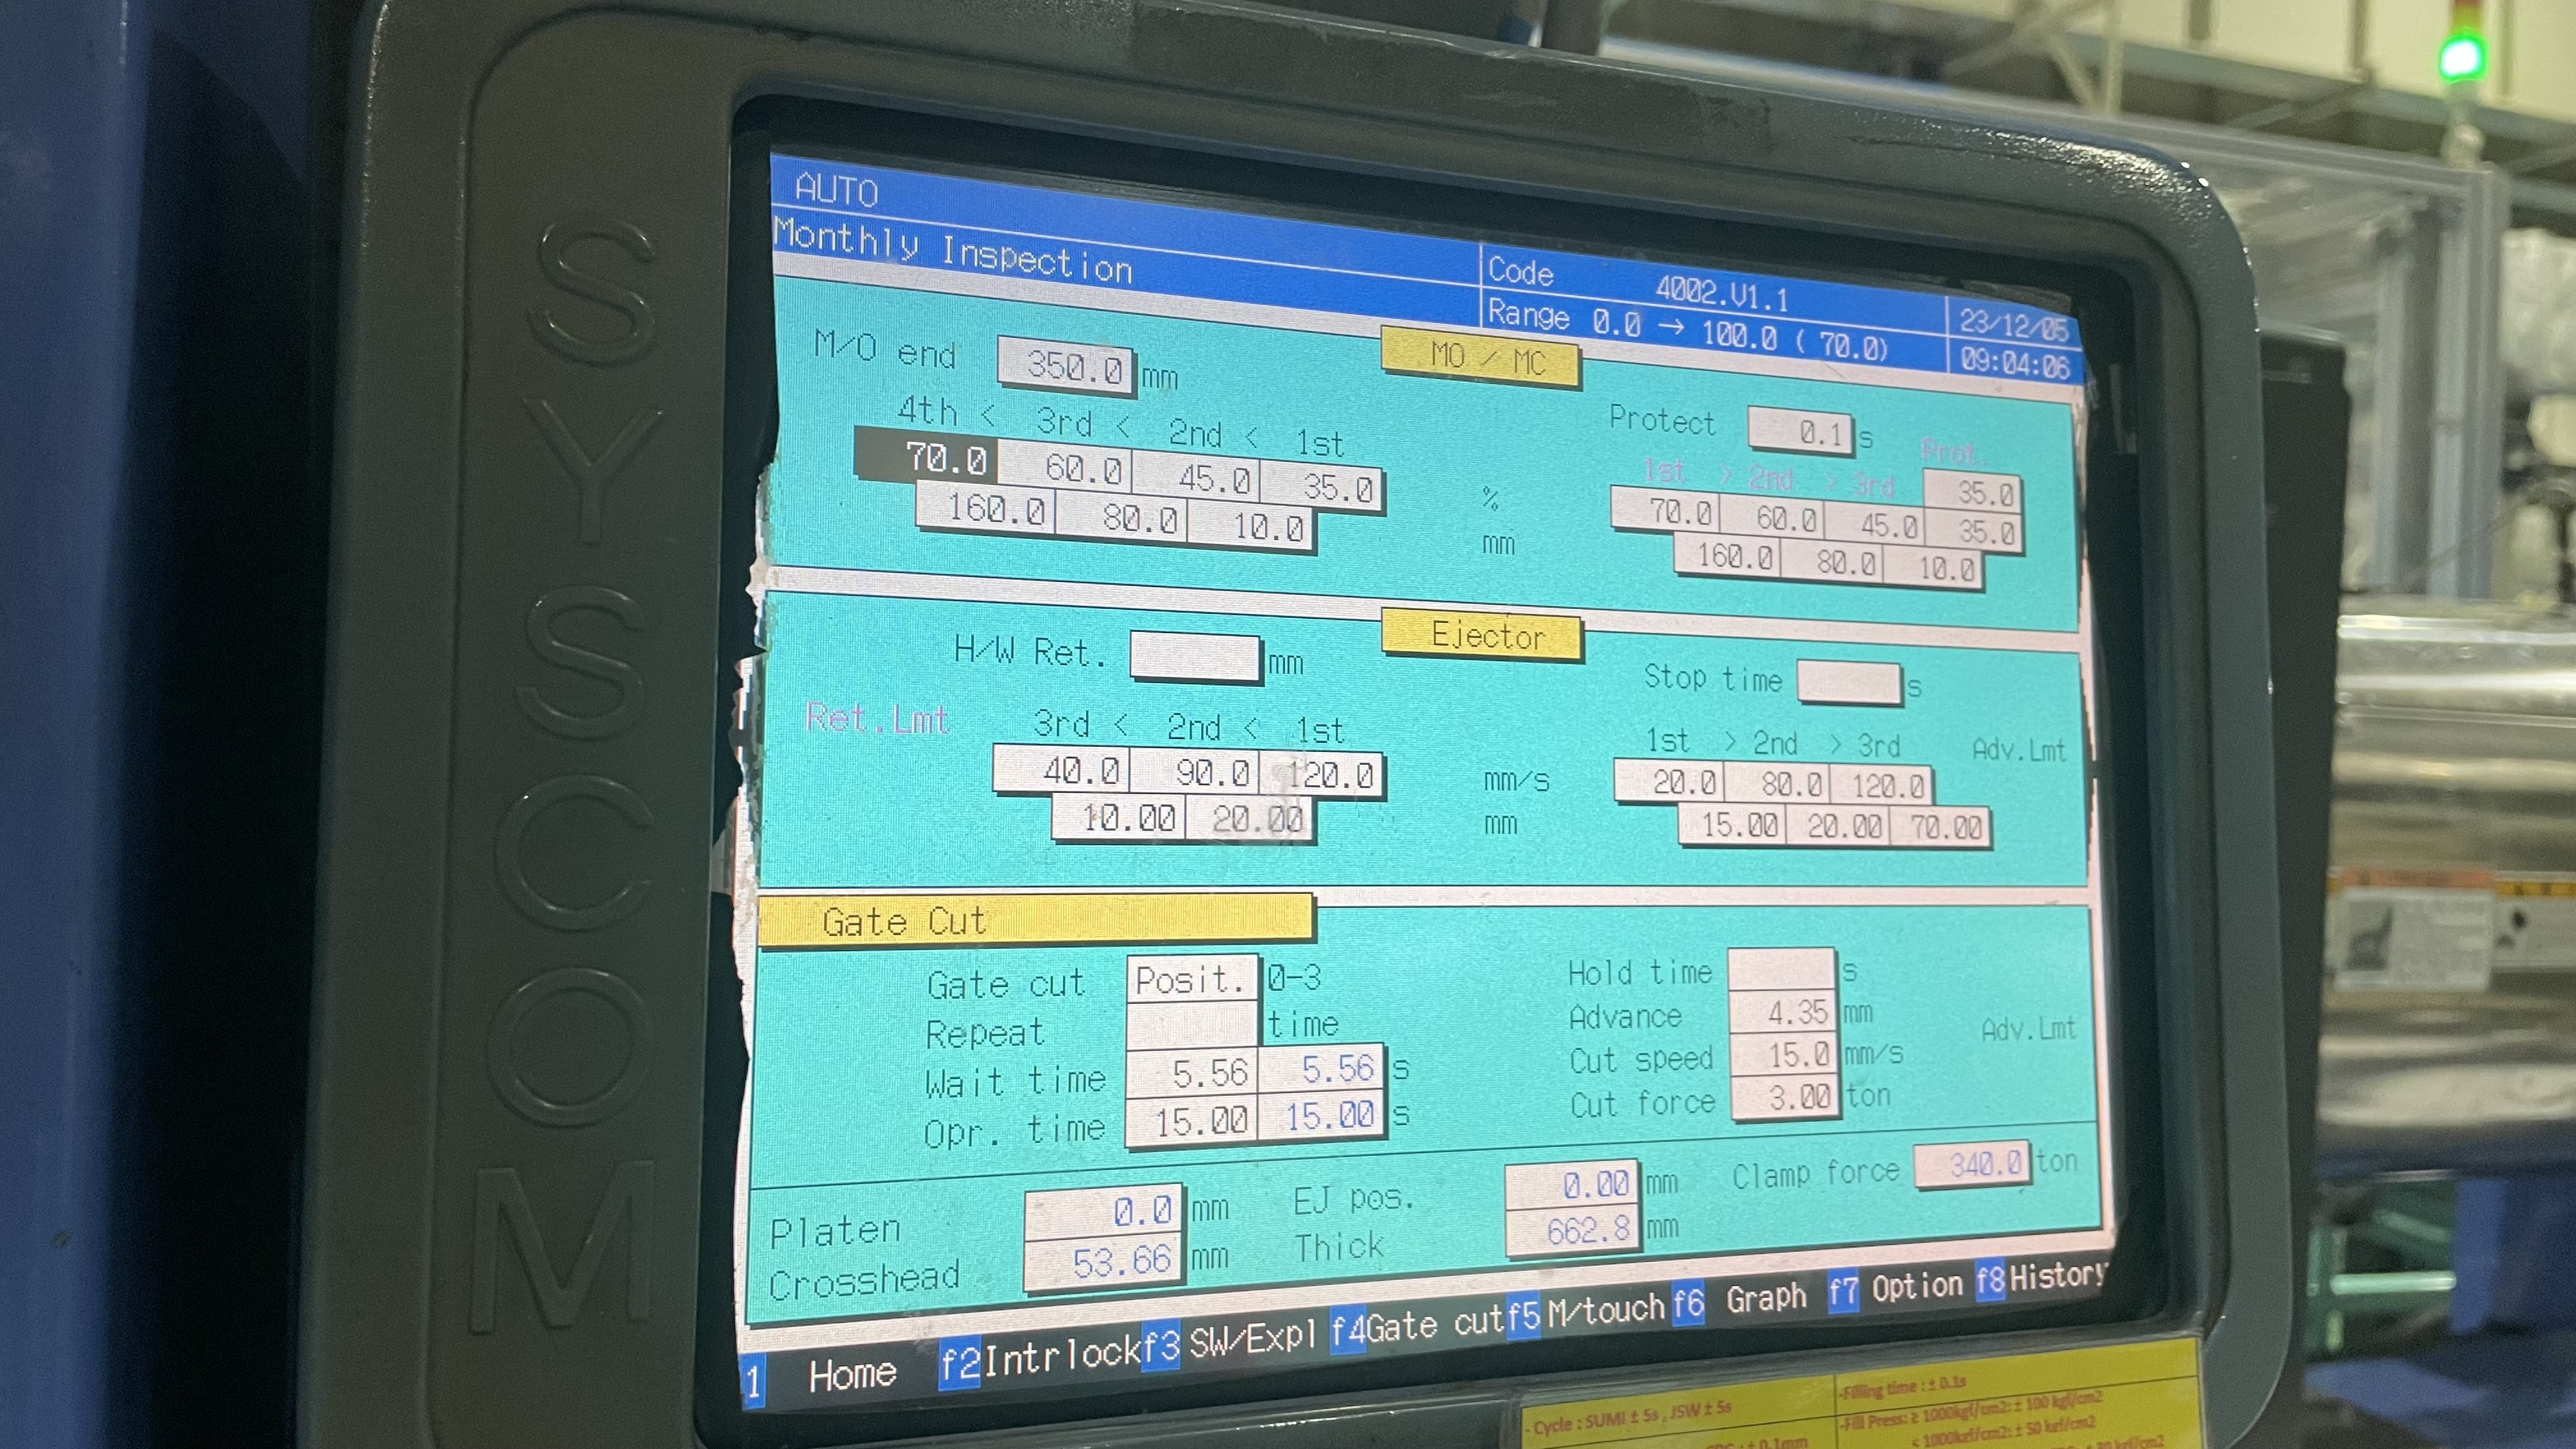 SYSCOM
AUTO
Monthly Inspection
Code 4002.V1.1
Range 0.0 → 100.0 ( 70.0)
23/12/05
09:04:06
MO / MC
M/O end 350.0 mm
4th < 3rd < 2nd < 1st
70.0 60.0 45.0 35.0 %
160.0 80.0 10.0 mm
Protect 0.1 s
Prot.
1st > 2nd > 3rd 35.0
70.0 60.0 45.0 35.0
160.0 80.0 10.0
Ejector
H/W Ret. mm
Stop time s
Ret.Lmt 3rd < 2nd < 1st
40.0 90.0 120.0 mm/s
10.00 20.00 mm
1st > 2nd > 3rd Adv.Lmt
20.0 80.0 120.0
15.00 20.00 70.00
Gate Cut
Gate cut Posit. 0-3
Repeat time
Wait time 5.56 5.56 s
Opr. time 15.00 15.00 s
Hold time s
Advance 4.35 mm
Adv.Lmt
Cut speed 15.0 mm/s
Cut force 3.00 ton
Platen 0.0 mm
Crosshead 53.66 mm
EJ pos. 0.00 mm
Thick 662.8 mm
Clamp force 340.0 ton
1 Home f2 Intrlock f3 SW/Expl f4 Gate cut f5 M/touch f6 Graph f7 Option f8 History
- Cycle : SUMI ± 5s , JSW ± 5s
-Filling time : ± 0.1s
-Fill Press: ≥ 1000kgf/cm2: ± 100 kgf/cm2
< 1000kgf/cm2: ± 50 kgf/cm2